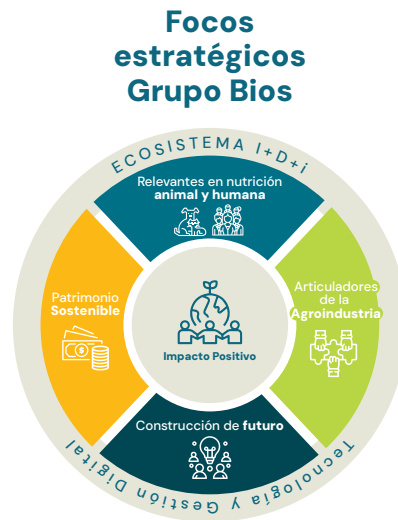 Focos
estratégicos
Grupo Bios
ECOSISTEMA I+D+i
Relevantes en nutrición
animal y humana
Patrimonio
Sostenible
Articuladores
de la
Agroindustria
Impacto Positivo
Construcción de futuro
Tecnología y Gestión Digital